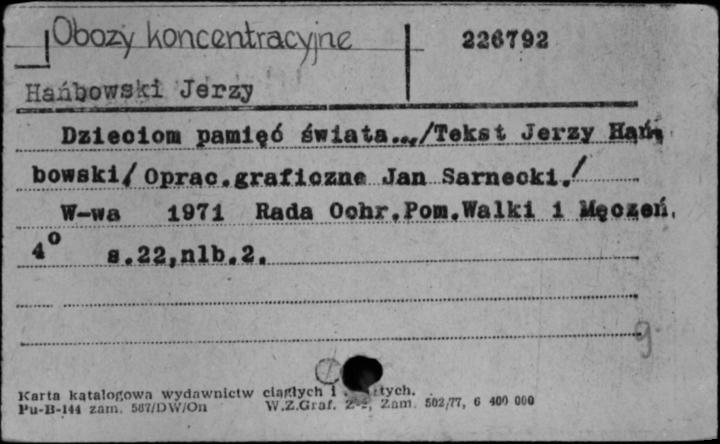 Obozy koncentracyjne 226792
Hańbowski Jerzy
Dzieciom pamięć świata.../Tekst Jerzy Hań-
bowski/ Oprac.graficzne Jan Sarnecki./
W-wa 1971 Rada Ochr.Pom.Walki i Męczeń.
4° s.22,nlb.2.
g
Karta katalogowa wydawnictw ciągłych i
Pu-B-144 zam. 567/DW/On W.Z.Graf. Zam. 502/77, 6 400 000